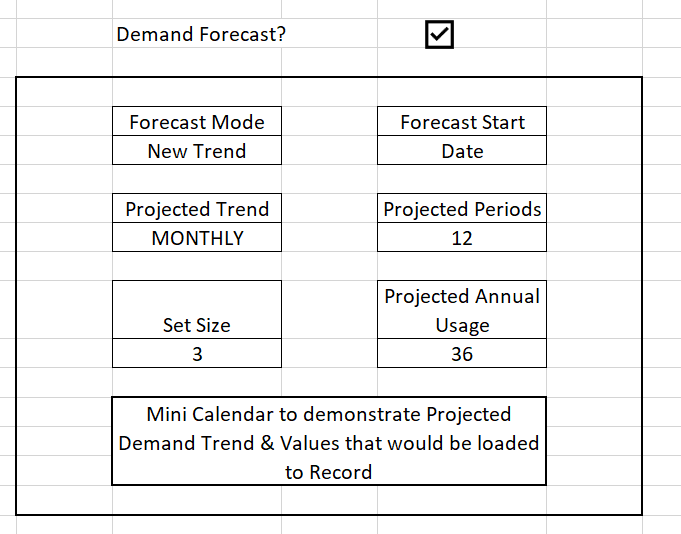 Demand Forecast?
Forecast Mode
Forecast Start
New Trend
Date
Projected Trend
Projected Periods
MONTHLY
12
Projected Annual
Set Size
Usage
3
36
Mini Calendar to demonstrate Projected
Demand Trend & Values that would be loaded
to Record